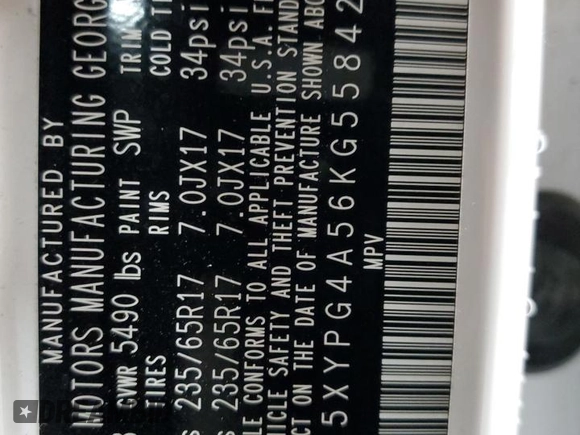 MANUFACTURED BY
MOTORS MANUFACTURING GEORG
GVWR 5490 lbs PAINT SWP TRIM
TIRES RIMS COLD TI
235/65R17 7.0JX17 34psi
235/65R17 7.0JX17 34psi
LE CONFORMS TO ALL APPLICABLE U.S.A. F
HICLE SAFETY AND THEFT PREVENTION STAND
CT ON THE DATE OF MANUFACTURE SHOWN ABO
5XYPG4A56KG55842
MPV